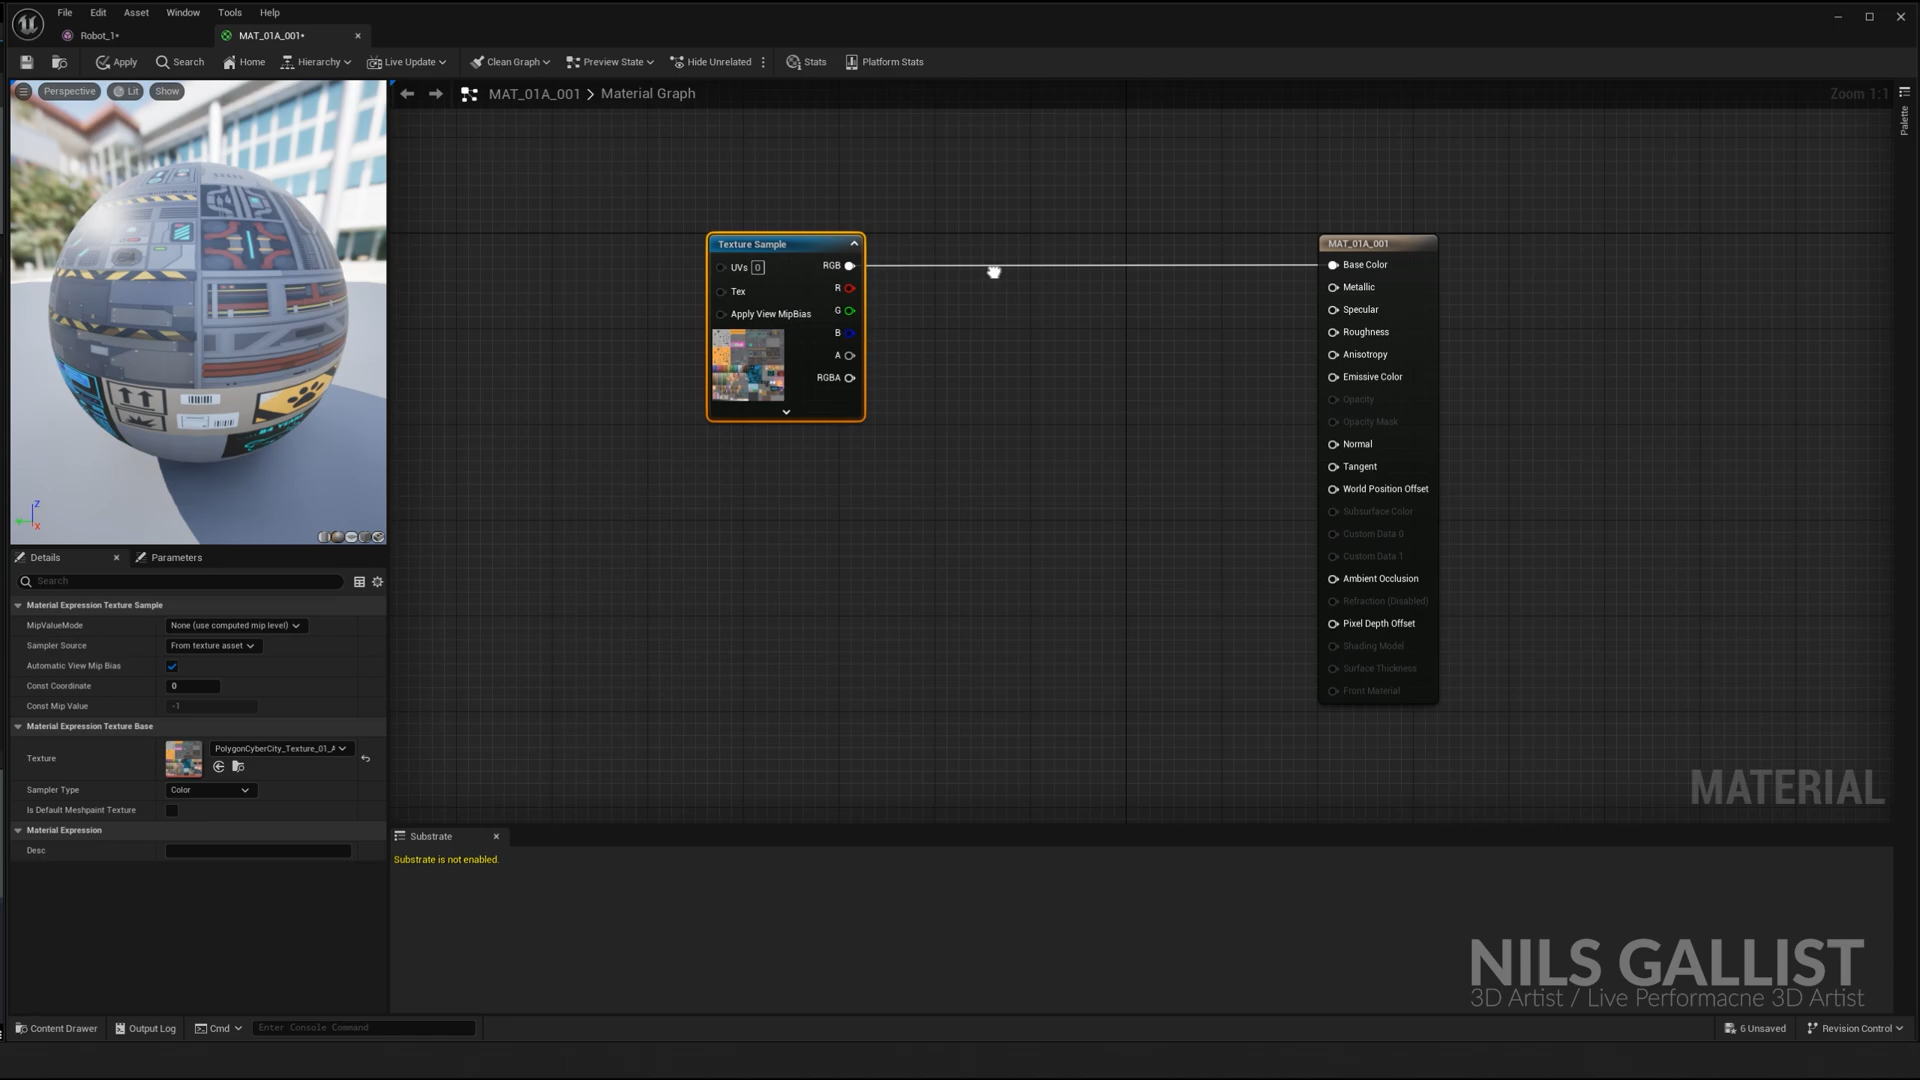 File Edit Asset Window Tools Help
Robot_1•
MAT_01A_001•
Apply Search Home Hierarchy Live Update Clean Graph Preview State Hide Unrelated Stats Platform Stats
Perspective Lit Show
MAT_01A_001 > Material Graph
Zoom 1:1
Palette
Texture Sample
UVs 0
Tex
Apply View MipBias
RGB
R
G
B
A
RGBA
MAT_01A_001
Base Color
Metallic
Specular
Roughness
Anisotropy
Emissive Color
Opacity
Opacity Mask
Normal
Tangent
World Position Offset
Subsurface Color
Custom Data 0
Custom Data 1
Ambient Occlusion
Refraction (Disabled)
Pixel Depth Offset
Shading Model
Surface Thickness
Front Material
MATERIAL
Z
X
Details
Parameters
Search
Material Expression Texture Sample
MipValueMode None (use computed mip level)
Sampler Source From texture asset
Automatic View Mip Bias
Const Coordinate 0
Const Mip Value -1
Material Expression Texture Base
Texture PolygonCyberCity_Texture_01_A
Sampler Type Color
Is Default Meshpaint Texture
Material Expression
Desc
Substrate
Substrate is not enabled.
NILS GALLIST
3D Artist / Live Performacne 3D Artist
Content Drawer Output Log Cmd Enter Console Command
6 Unsaved Revision Control